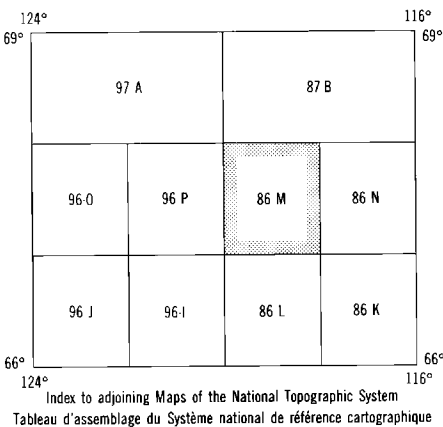 124° 116°
69° 69°
97 A 87 B
96-O 96 P 86 M 86 N
96 J 96-I 86 L 86 K
66° 66°
124° 116°
Index to adjoining Maps of the National Topographic System
Tableau d'assemblage du Système national de référence cartographique